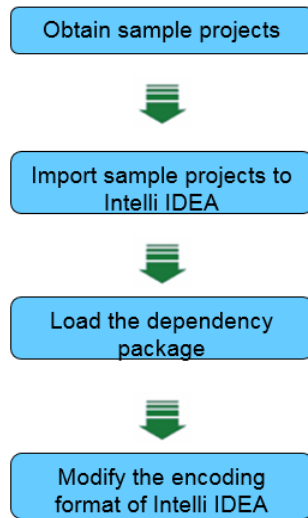 Obtain sample projects
Import sample projects to
Intelli IDEA
Load the dependency
package
Modify the encoding
format of Intelli IDEA